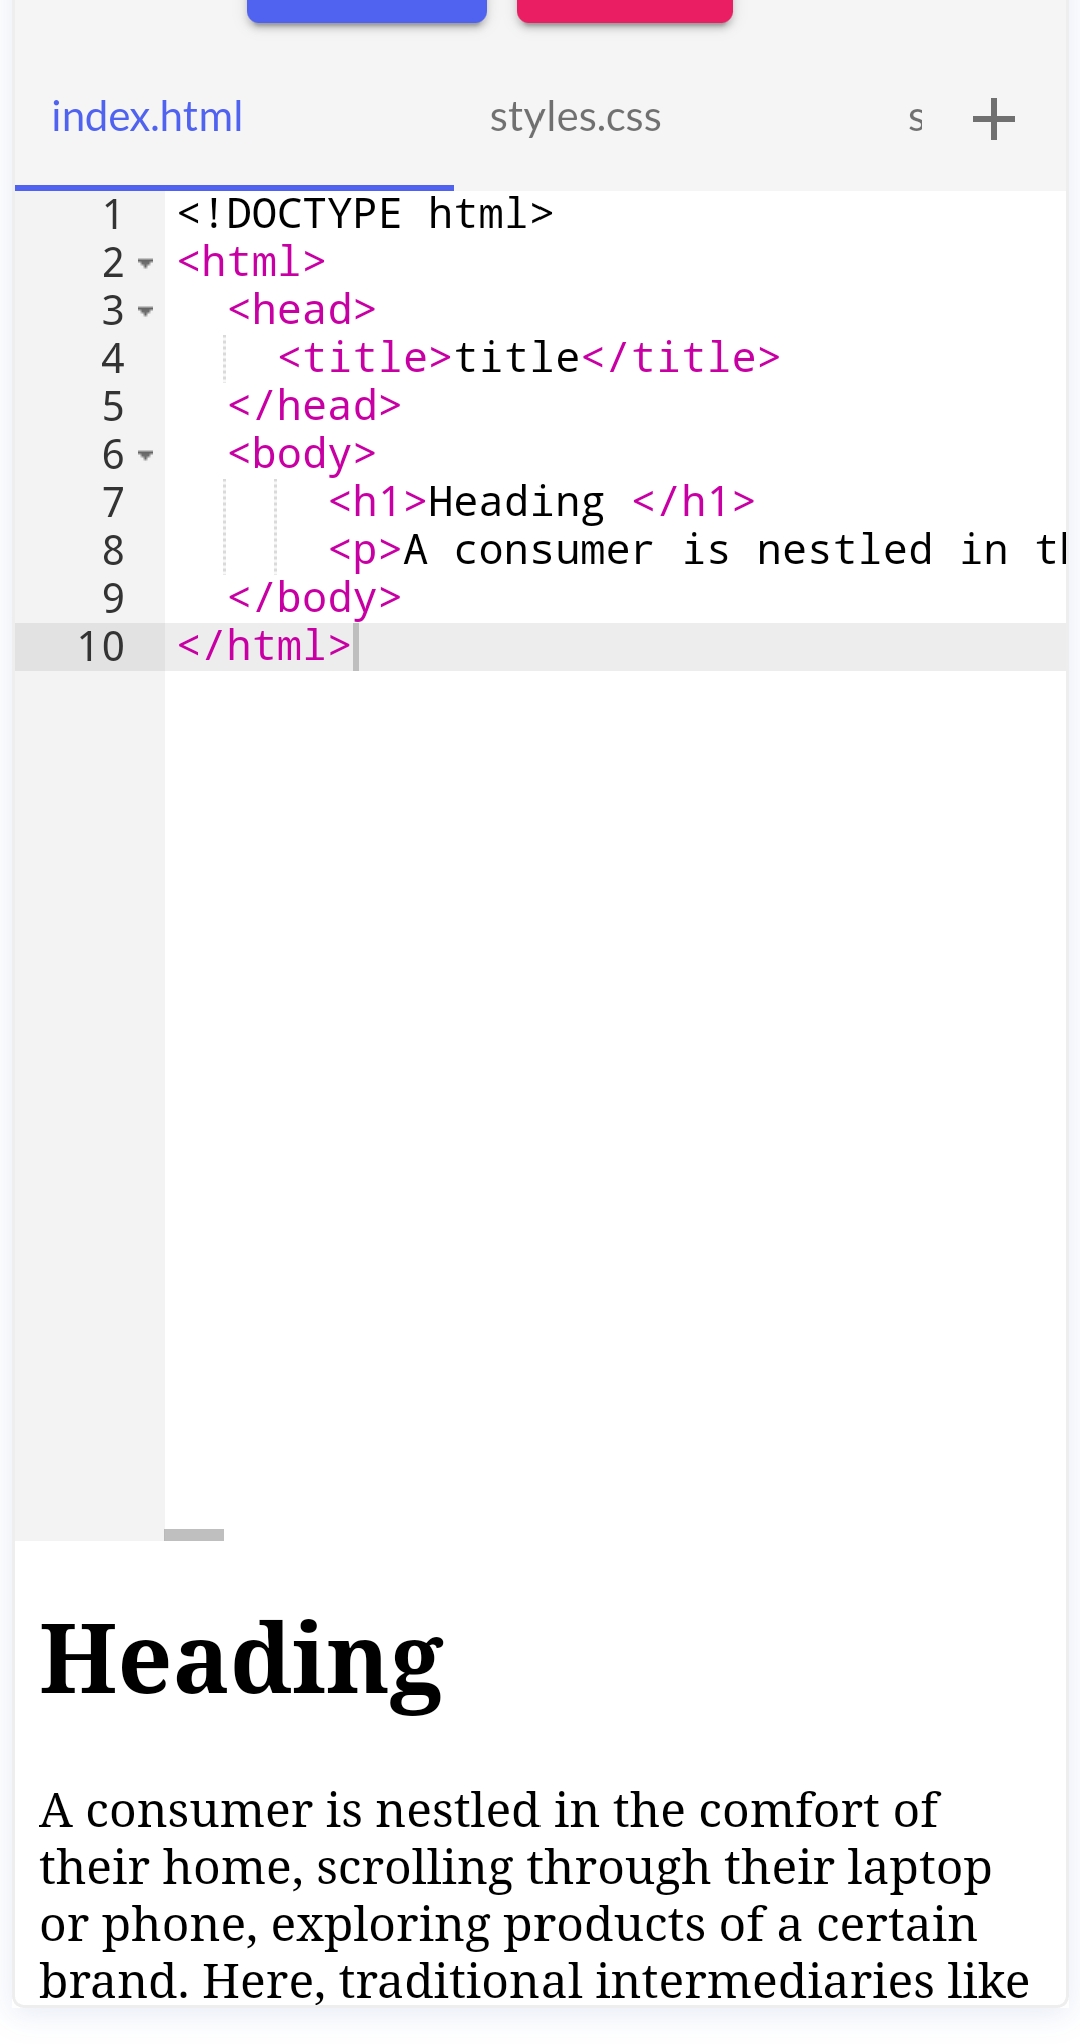 index.html styles.css s
1 <!DOCTYPE html>
2 <html>
3 <head>
4 <title>title</title>
5 </head>
6 <body>
7 <h1>Heading </h1>
8 <p>A consumer is nestled in
9 </body>
10 </html>
Heading
A consumer is nestled in the comfort of
their home, scrolling through their laptop
or phone, exploring products of a certain
brand. Here, traditional intermediaries like